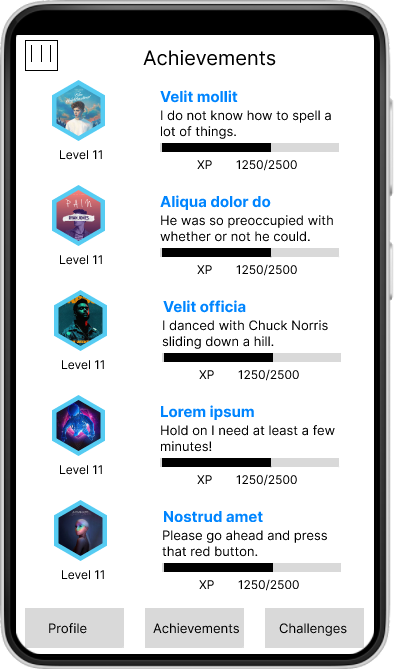 Achievements
Velit mollit
I do not know how to spell a
lot of things.
Level 11
XP 1250/2500
Aliqua dolor do
PAIN
RYAN JONES
He was so preoccupied with
whether or not he could.
Level 11
XP 1250/2500
Velit officia
I danced with Chuck Norris
sliding down a hill.
Level 11
XP 1250/2500
Lorem ipsum
Hold on I need at least a few
minutes!
Level 11
XP 1250/2500
Nostrud amet
Please go ahead and press
that red button.
Level 11
XP 1250/2500
Profile Achievements Challenges